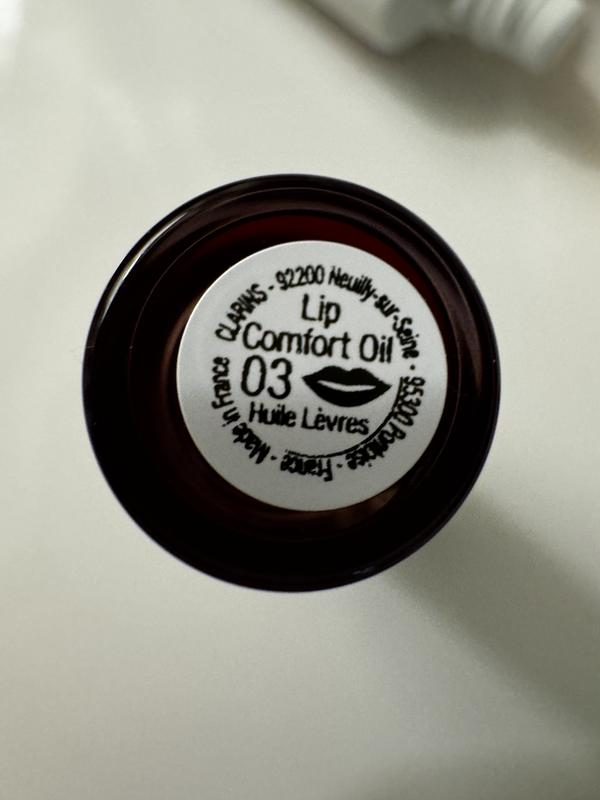 CLARINS - 92200 Neuilly-sur-Seine - 95300 Pontoise - France - Made in France
Lip
Comfort Oil
03
Huile Lèvres